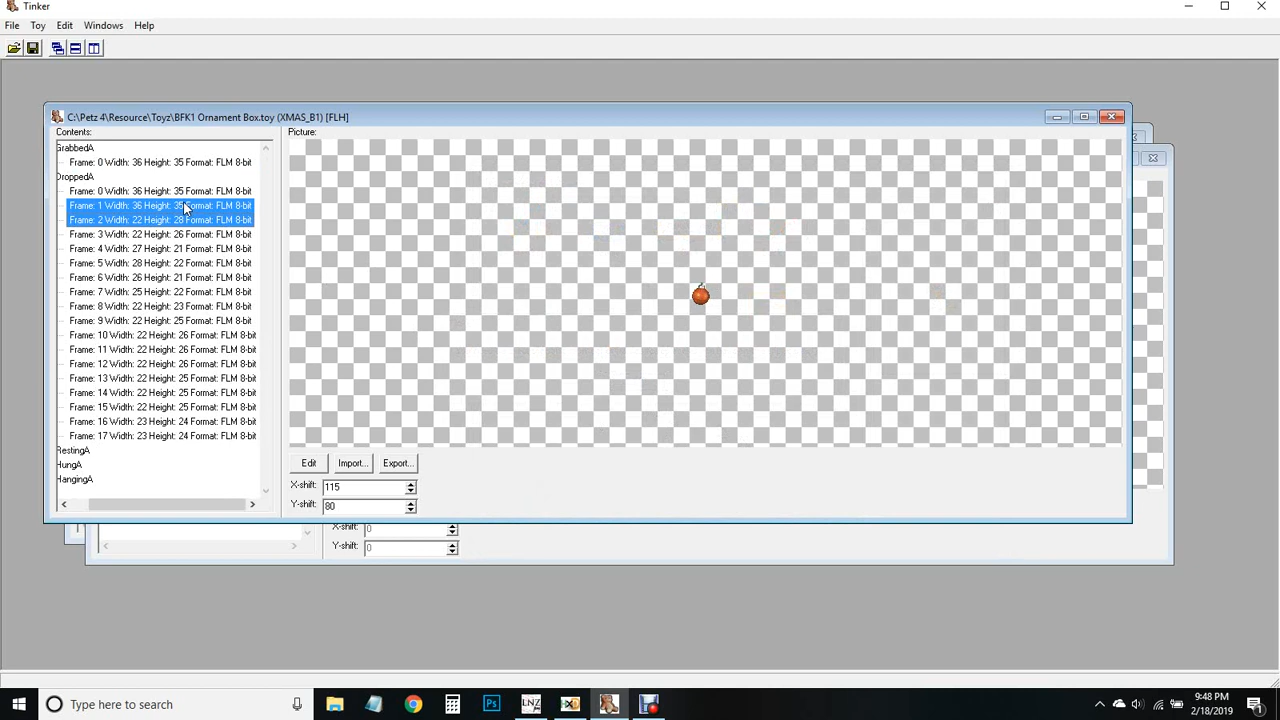 Tinker
File Toy Edit Windows Help
C:\Petz 4\Resource\Toyz\BFK1 Ornament Box.toy (XMAS_B1) [FLH]
Contents:
Picture:
GrabbedA
Frame: 0 Width: 36 Height: 35 Format: FLM 8-bit
DroppedA
Frame: 0 Width: 36 Height: 35 Format: FLM 8-bit
Frame: 1 Width: 36 Height: 35 Format: FLM 8-bit
Frame: 2 Width: 22 Height: 28 Format: FLM 8-bit
Frame: 3 Width: 22 Height: 26 Format: FLM 8-bit
Frame: 4 Width: 27 Height: 21 Format: FLM 8-bit
Frame: 5 Width: 28 Height: 22 Format: FLM 8-bit
Frame: 6 Width: 26 Height: 21 Format: FLM 8-bit
Frame: 7 Width: 25 Height: 22 Format: FLM 8-bit
Frame: 8 Width: 22 Height: 23 Format: FLM 8-bit
Frame: 9 Width: 22 Height: 25 Format: FLM 8-bit
Frame: 10 Width: 22 Height: 26 Format: FLM 8-bit
Frame: 11 Width: 22 Height: 26 Format: FLM 8-bit
Frame: 12 Width: 22 Height: 26 Format: FLM 8-bit
Frame: 13 Width: 22 Height: 25 Format: FLM 8-bit
Frame: 14 Width: 22 Height: 25 Format: FLM 8-bit
Frame: 15 Width: 22 Height: 25 Format: FLM 8-bit
Frame: 16 Width: 23 Height: 24 Format: FLM 8-bit
Frame: 17 Width: 23 Height: 24 Format: FLM 8-bit
RestingA
HungA
HangingA
Edit Import... Export...
X-shift: 115
Y-shift: 80
X-shift: 0
Y-shift: 0
Type here to search
Ps
LNZ
9:48 PM
2/18/2019